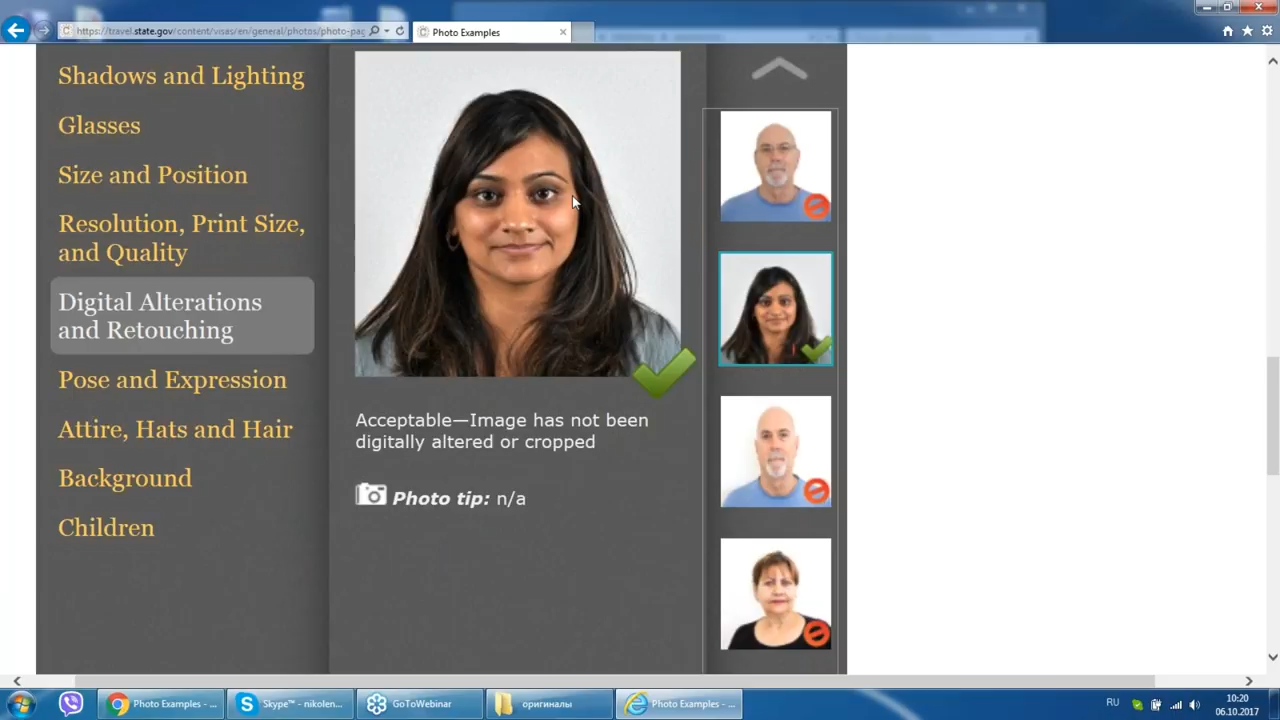 https://travel.state.gov/content/visas/en/general/photos/photo-pag
Photo Examples
Shadows and Lighting
Glasses
Size and Position
Resolution, Print Size,
and Quality
Digital Alterations
and Retouching
Pose and Expression
Attire, Hats and Hair
Background
Children
Acceptable—Image has not been
digitally altered or cropped
Photo tip: n/a
Photo Examples - ...
Skype™ - nikolen...
GoToWebinar
оригиналы
Photo Examples - ...
RU
10:20
06.10.2017